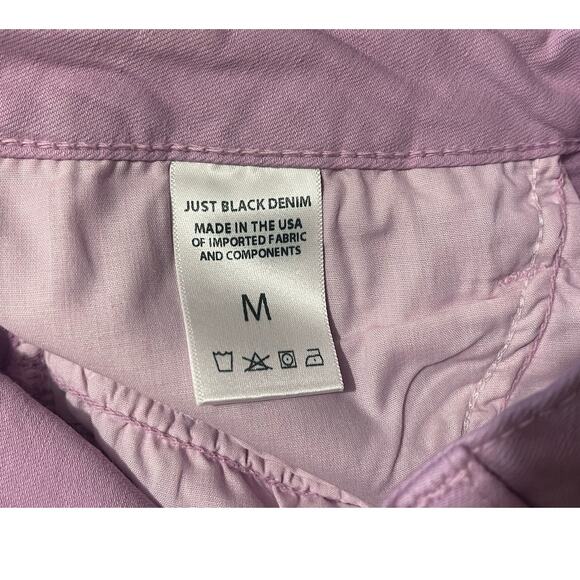 JUST BLACK DENIM
MADE IN THE USA
OF IMPORTED FABRIC
AND COMPONENTS
M